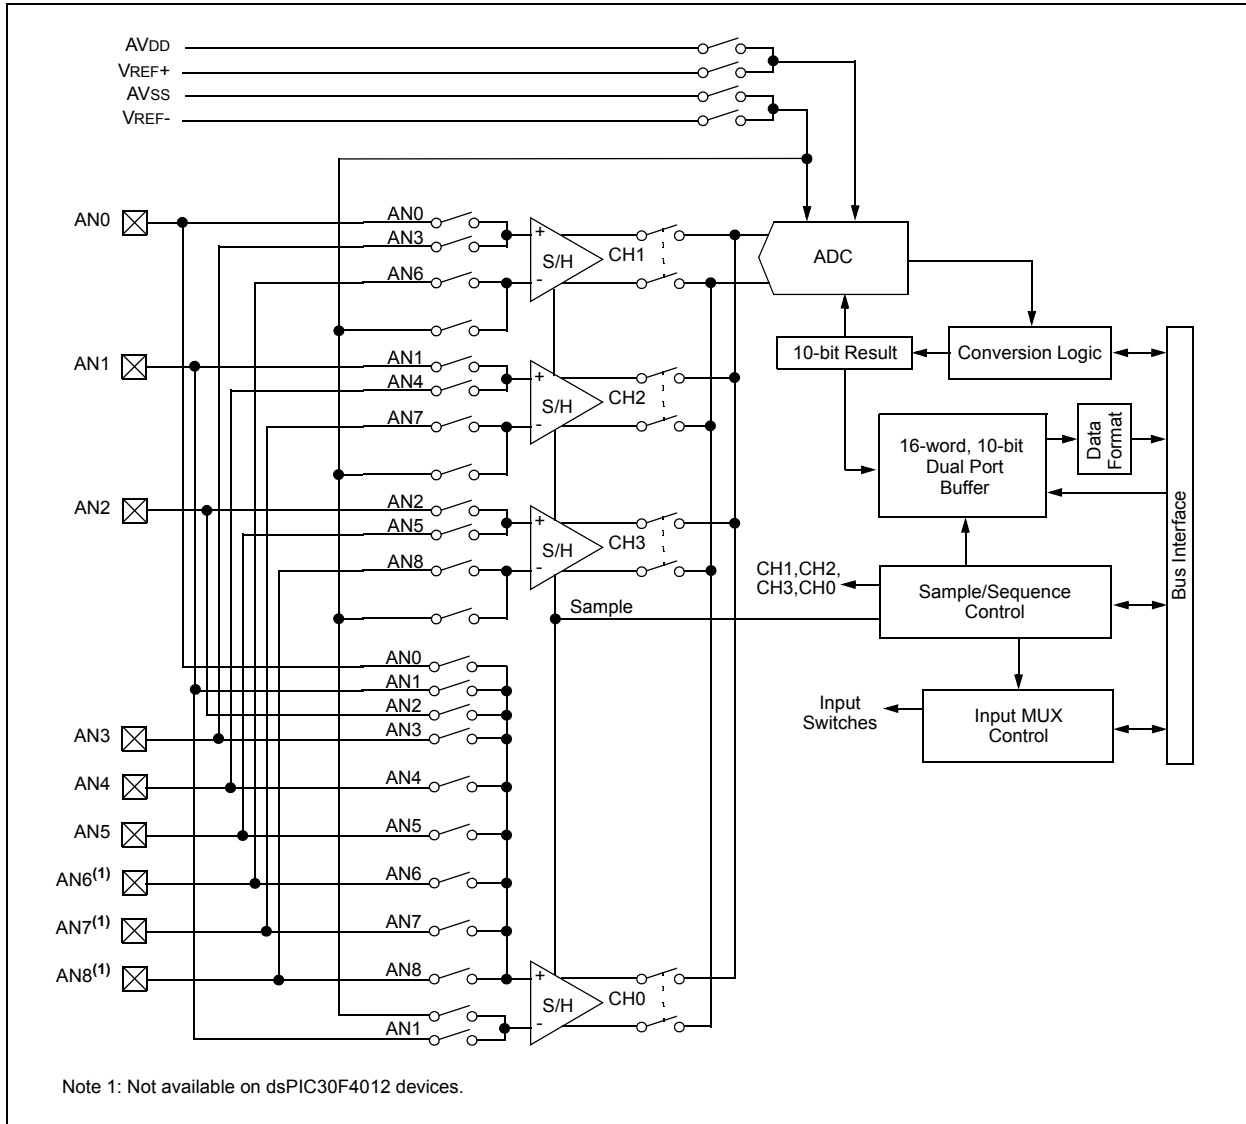 AVDD
VREF+
AVSS
VREF-
AN0
AN0
AN3
AN6
+
-
S/H
CH1
ADC
AN1
AN1
AN4
AN7
+
-
S/H
CH2
10-bit Result
Conversion Logic
16-word, 10-bit
Dual Port
Buffer
Data
Format
Bus Interface
AN2
AN2
AN5
AN8
+
-
S/H
CH3
CH1,CH2,
CH3,CH0
Sample/Sequence
Control
Sample
AN0
AN1
AN2
AN3
AN3
Input
Switches
Input MUX
Control
AN4
AN4
AN5
AN5
AN6(1)
AN6
AN7(1)
AN7
AN8(1)
AN8
+
-
S/H
CH0
AN1
Note 1: Not available on dsPIC30F4012 devices.